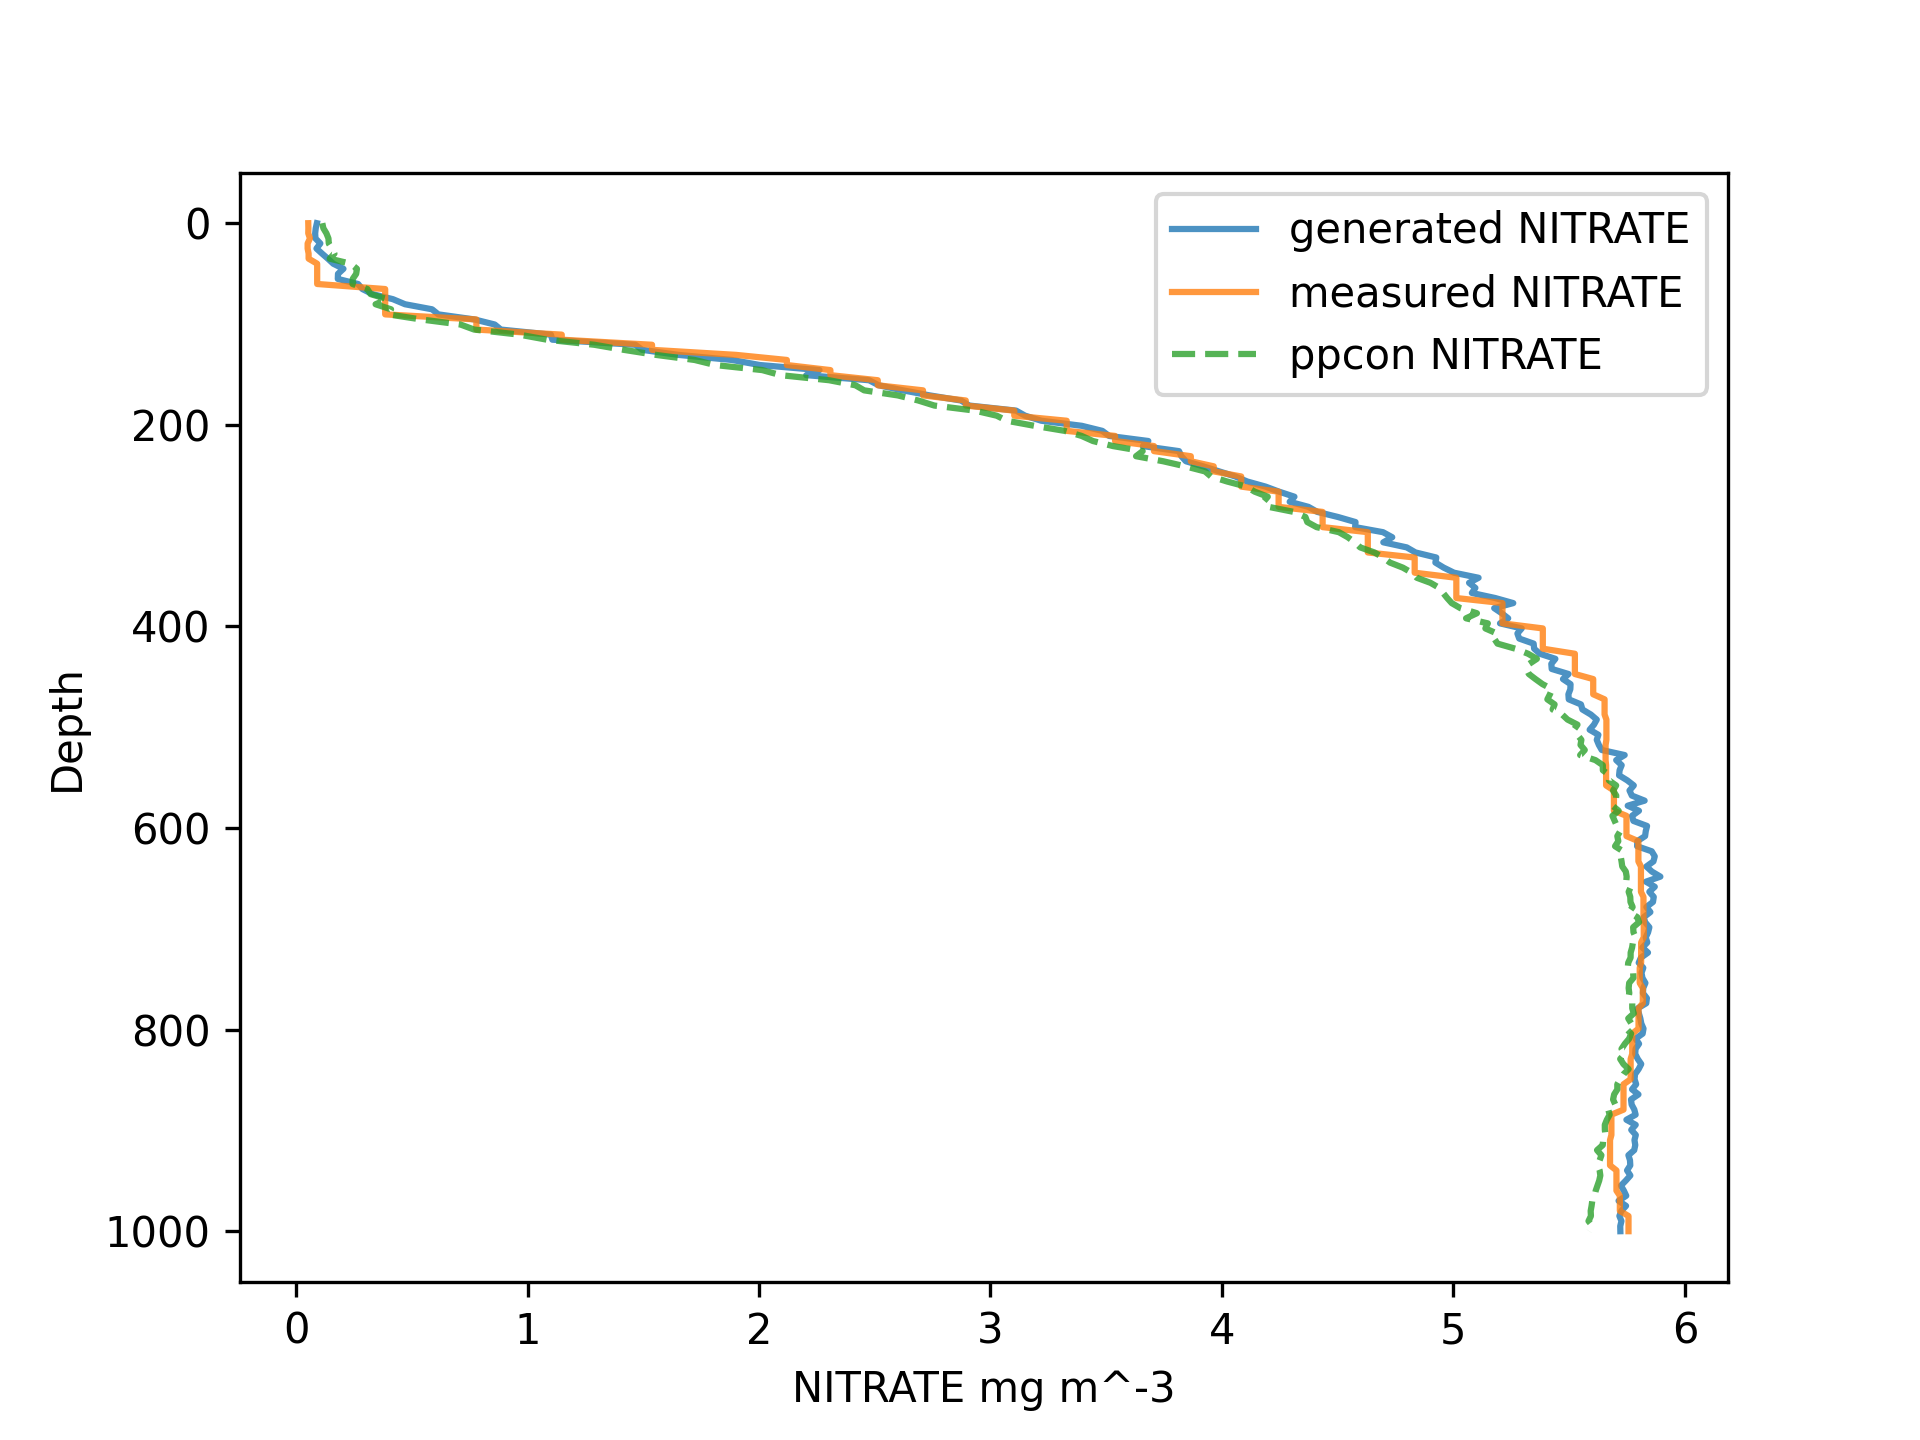 generated NITRATE
measured NITRATE
ppcon NITRATE
0
200
400
600
800
1000
Depth
0 1 2 3 4 5 6
NITRATE mg m^-3